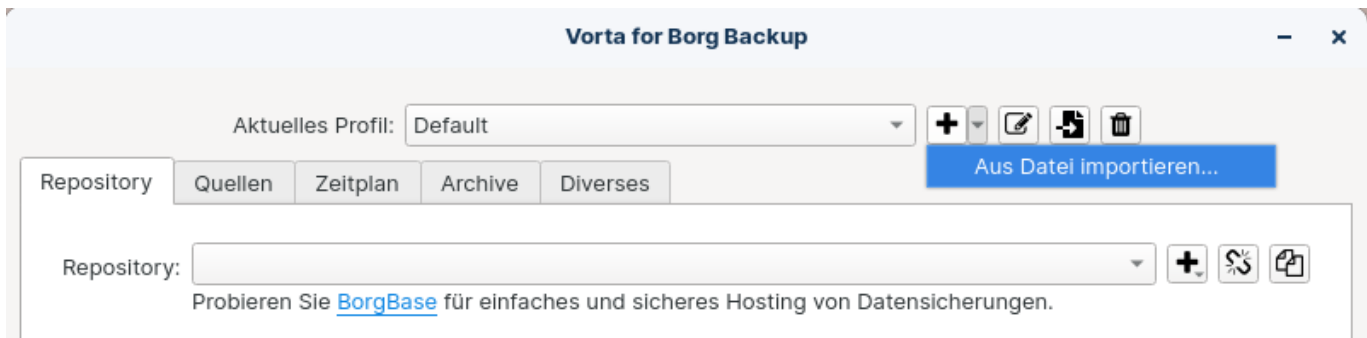 Vorta for Borg Backup
Aktuelles Profil: Default
Aus Datei importieren...
Repository Quellen Zeitplan Archive Diverses
Repository:
Probieren Sie BorgBase für einfaches und sicheres Hosting von Datensicherungen.